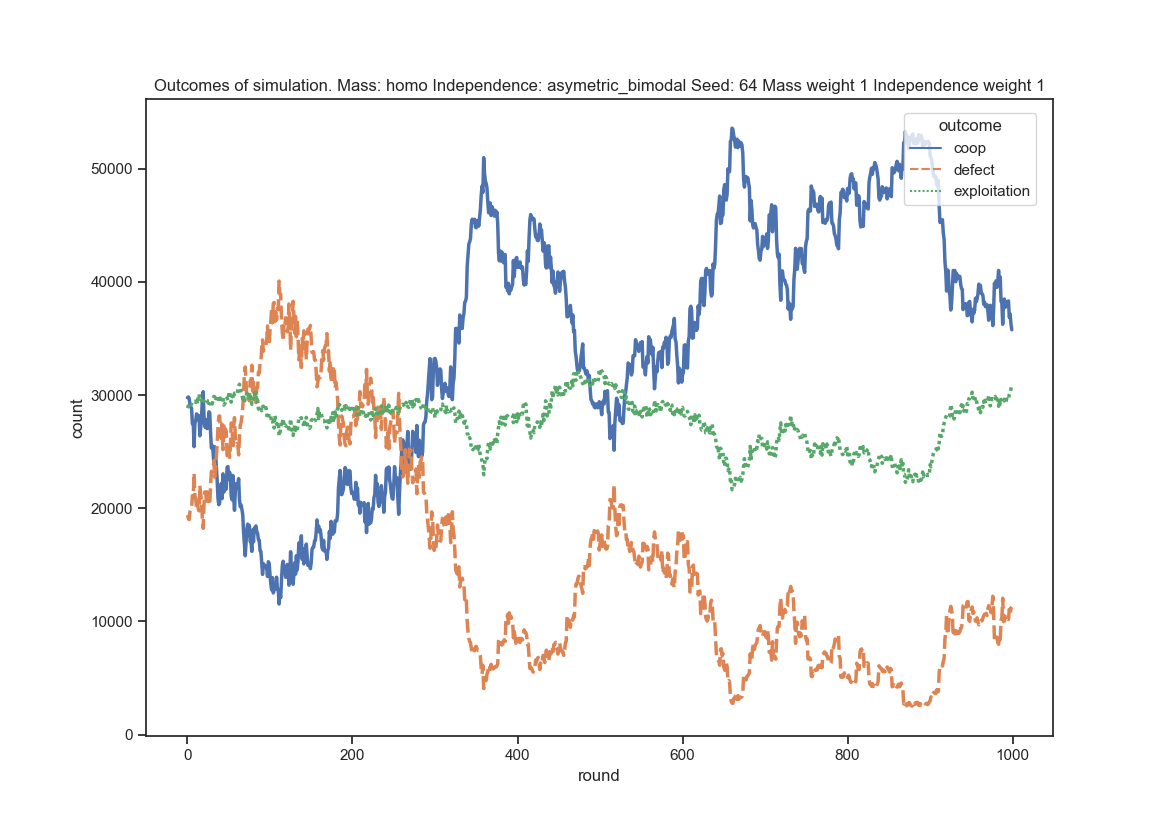 Outcomes of simulation. Mass: homo Independence: asymetric_bimodal Seed: 64 Mass weight 1 Independence weight 1
outcome
coop
defect
exploitation
50000
40000
30000
20000
10000
0
count
0 200 400 600 800 1000
round